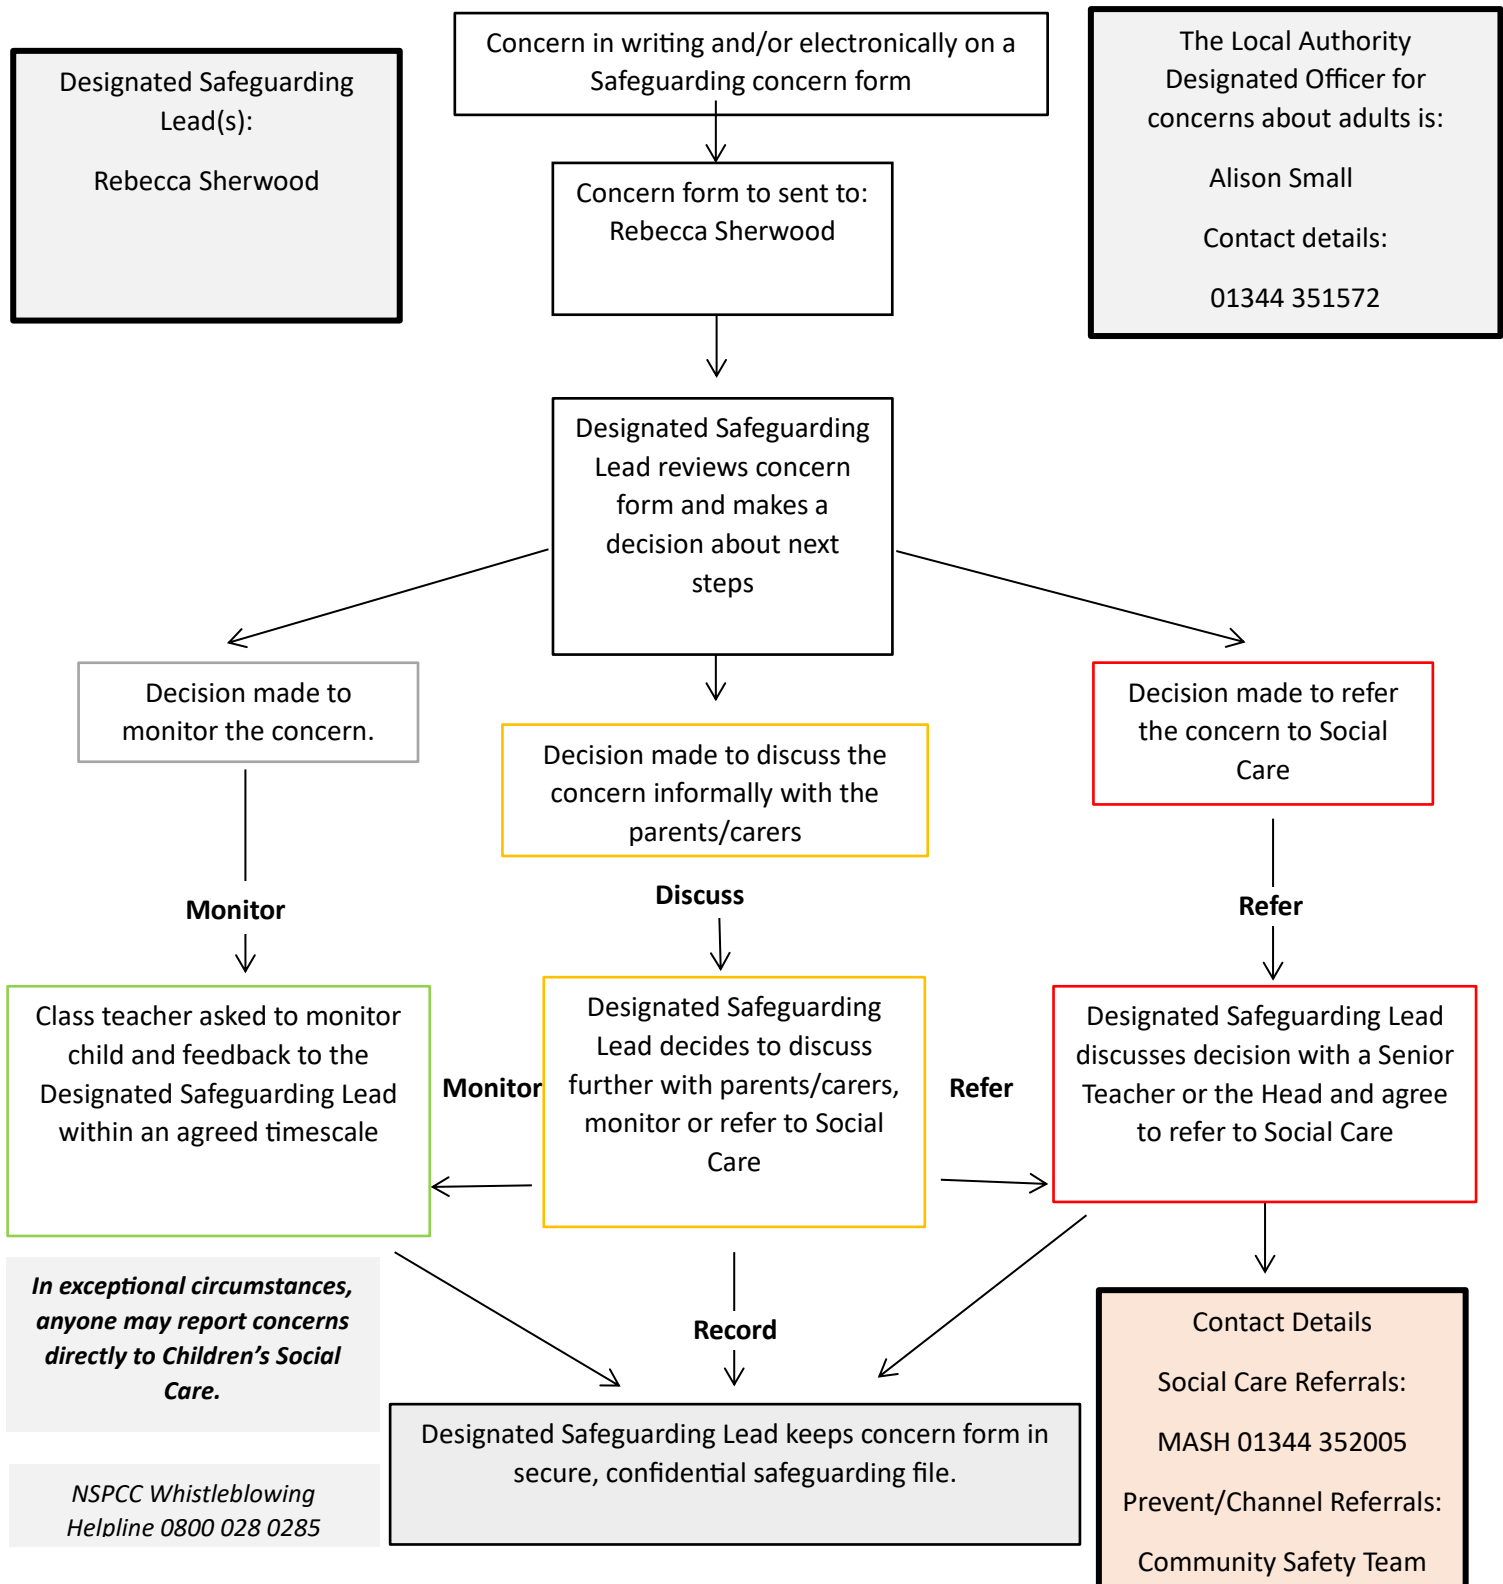 Designated Safeguarding
Lead(s):
Rebecca Sherwood
Concern in writing and/or electronically on a
Safeguarding concern form
The Local Authority
Designated Officer for
concerns about adults is:
Alison Small
Contact details:
01344 351572
Concern form to sent to:
Rebecca Sherwood
Designated Safeguarding
Lead reviews concern
form and makes a
decision about next
steps
Decision made to
monitor the concern.
Decision made to discuss the
concern informally with the
parents/carers
Decision made to refer
the concern to Social
Care
Monitor
Discuss
Refer
Class teacher asked to monitor
child and feedback to the
Designated Safeguarding Lead
within an agreed timescale
Monitor
Designated Safeguarding
Lead decides to discuss
further with parents/carers,
monitor or refer to Social
Care
Refer
Designated Safeguarding Lead
discusses decision with a Senior
Teacher or the Head and agree
to refer to Social Care
In exceptional circumstances,
anyone may report concerns
directly to Children’s Social
Care.
Record
Contact Details
Social Care Referrals:
MASH 01344 352005
Prevent/Channel Referrals:
Community Safety Team
Designated Safeguarding Lead keeps concern form in
secure, confidential safeguarding file.
NSPCC Whistleblowing
Helpline 0800 028 0285